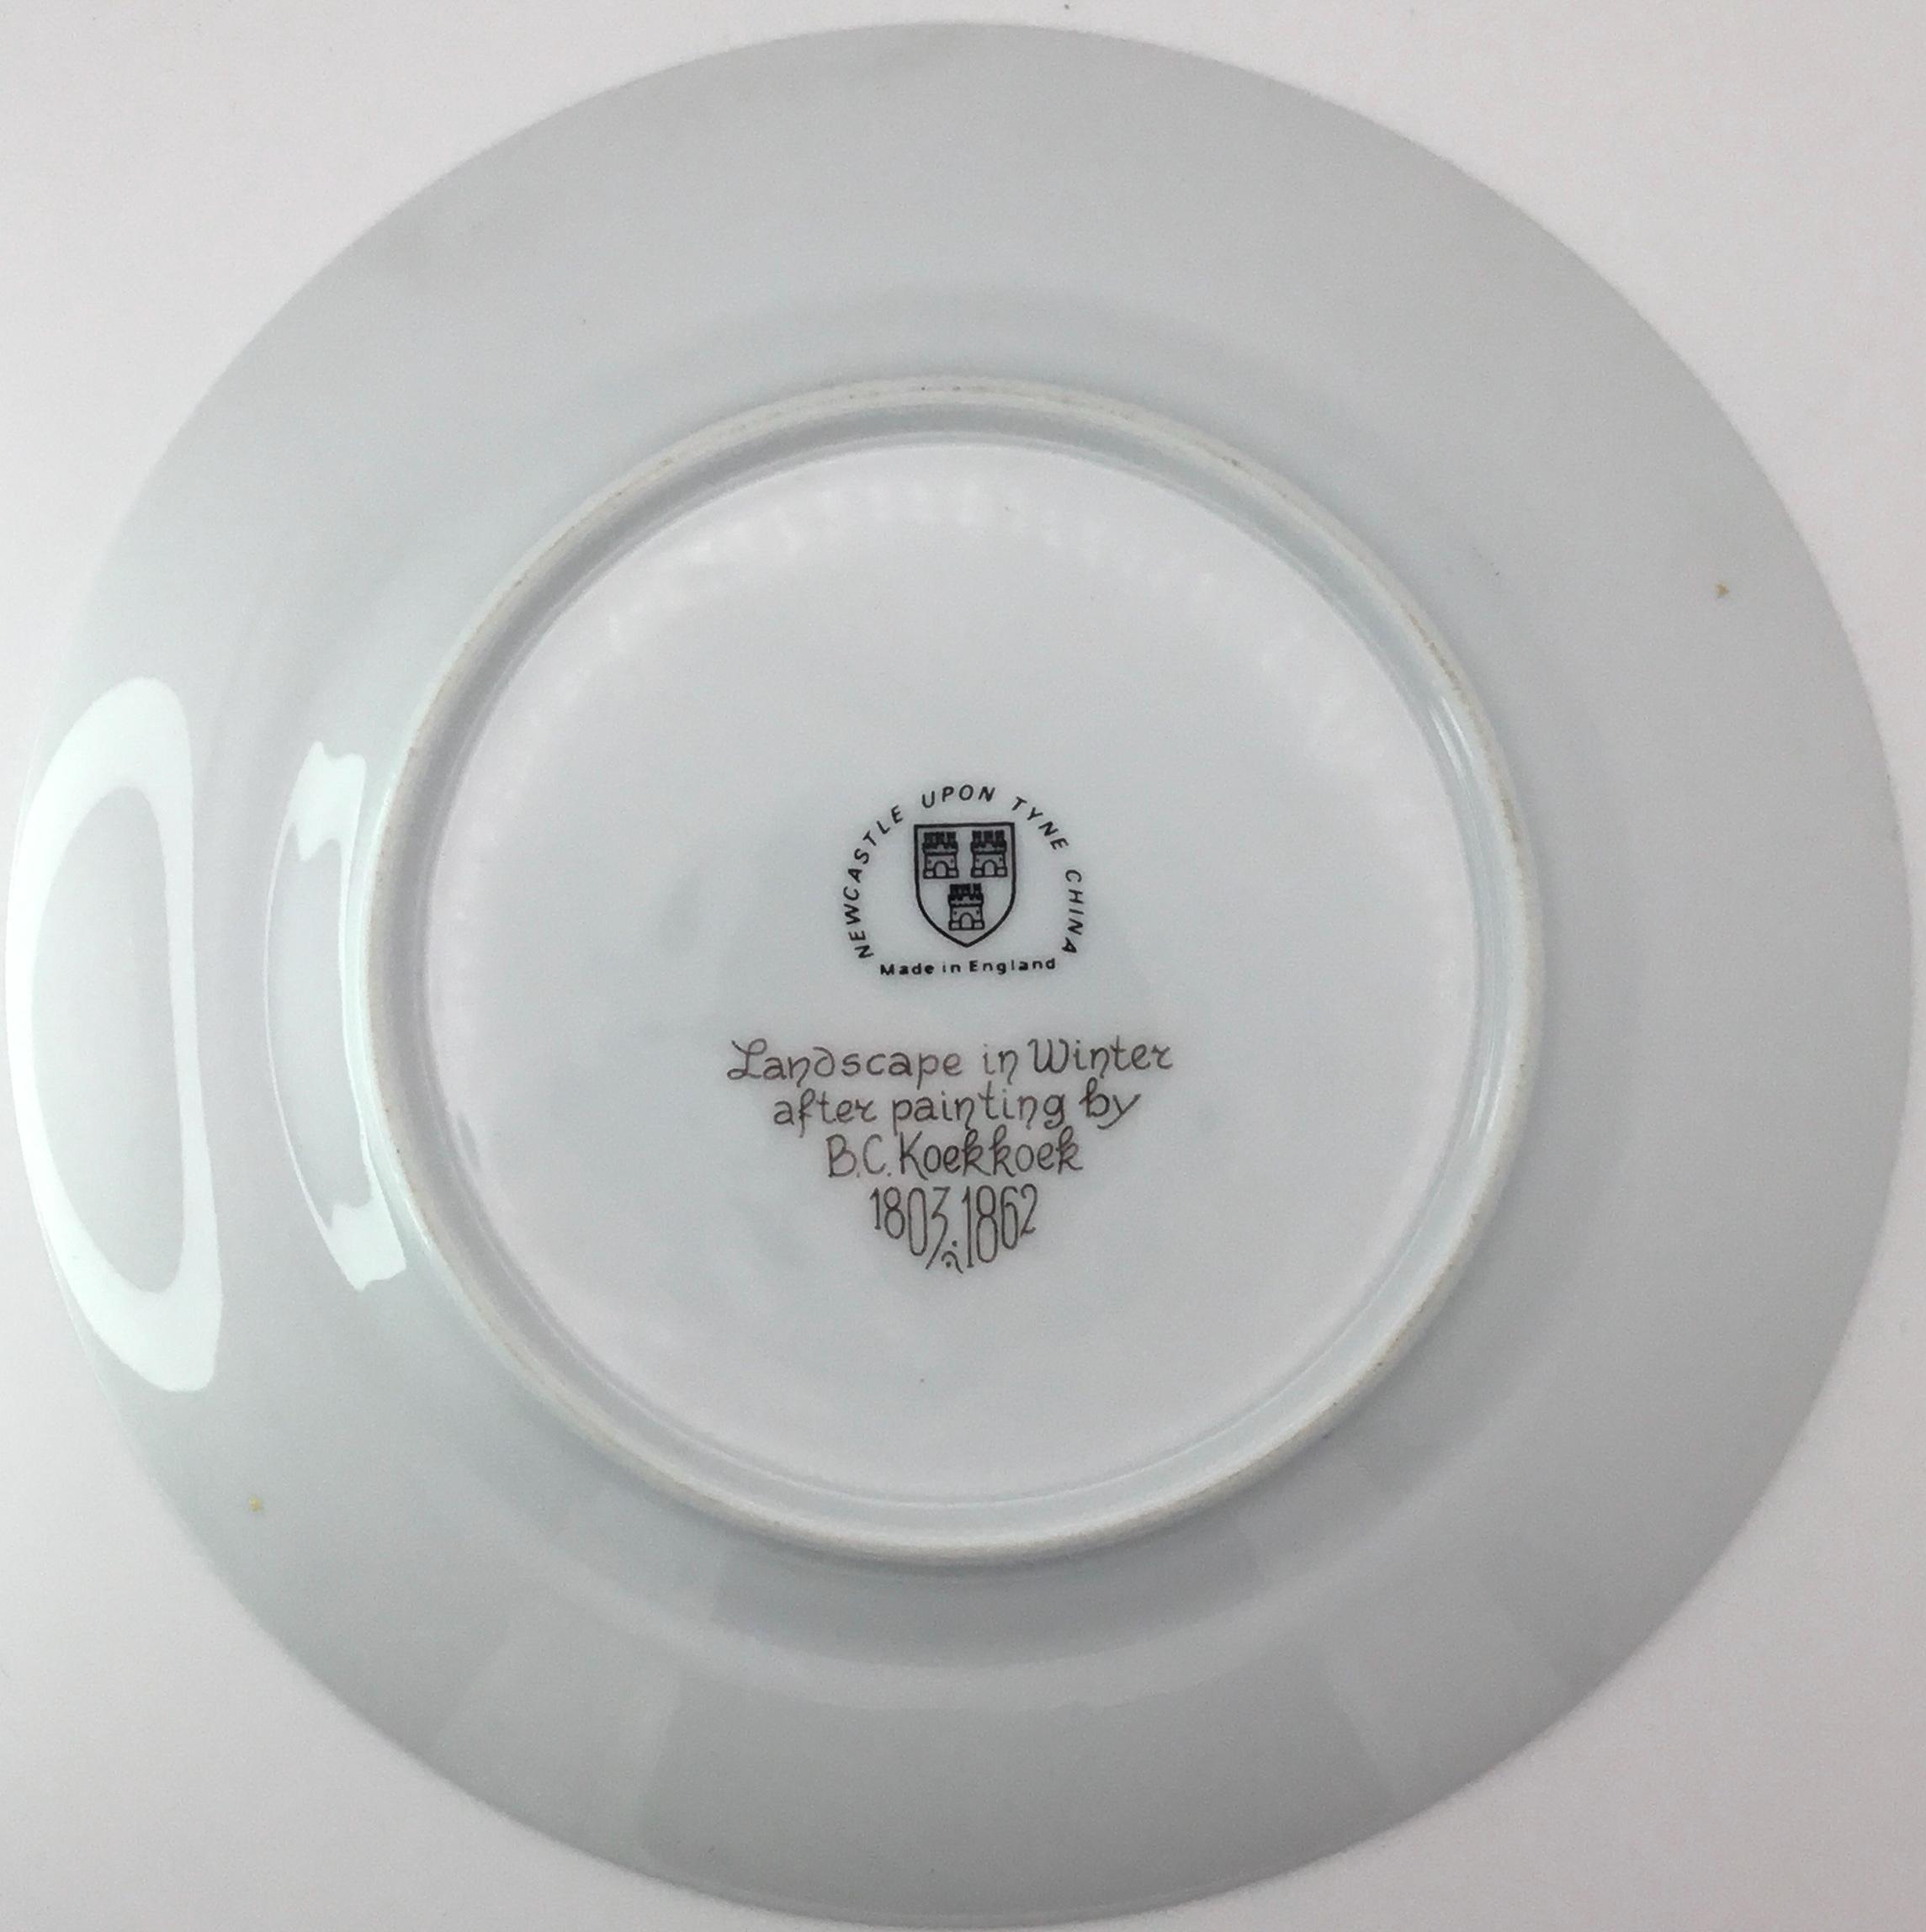 NEWCASTLE UPON TYNE CHINA
Made in England
Landscape in Winter
after painting by
B.C. Koekkoek
1803-1862